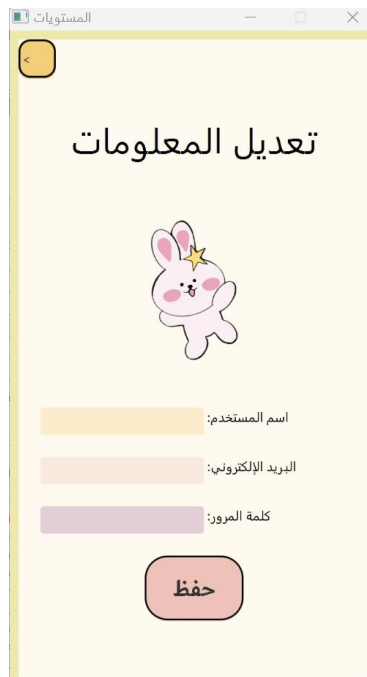 المستويات
>
تعديل المعلومات
اسم المستخدم:
البريد الإلكتروني:
كلمة المرور:
حفظ